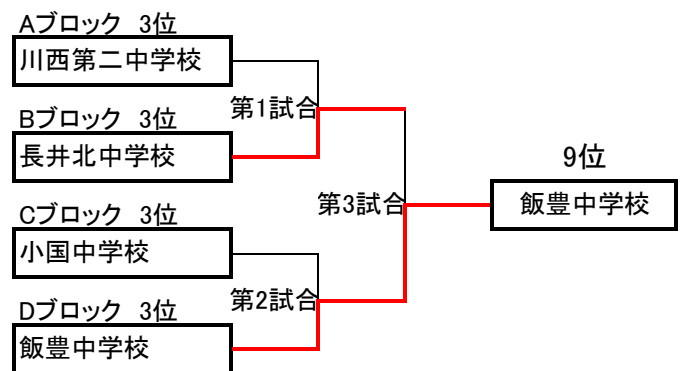 Aブロック 3位
川西第二中学校
第1試合
Bブロック 3位
長井北中学校
9位
第3試合
飯豊中学校
Cブロック 3位
小国中学校
第2試合
Dブロック 3位
飯豊中学校